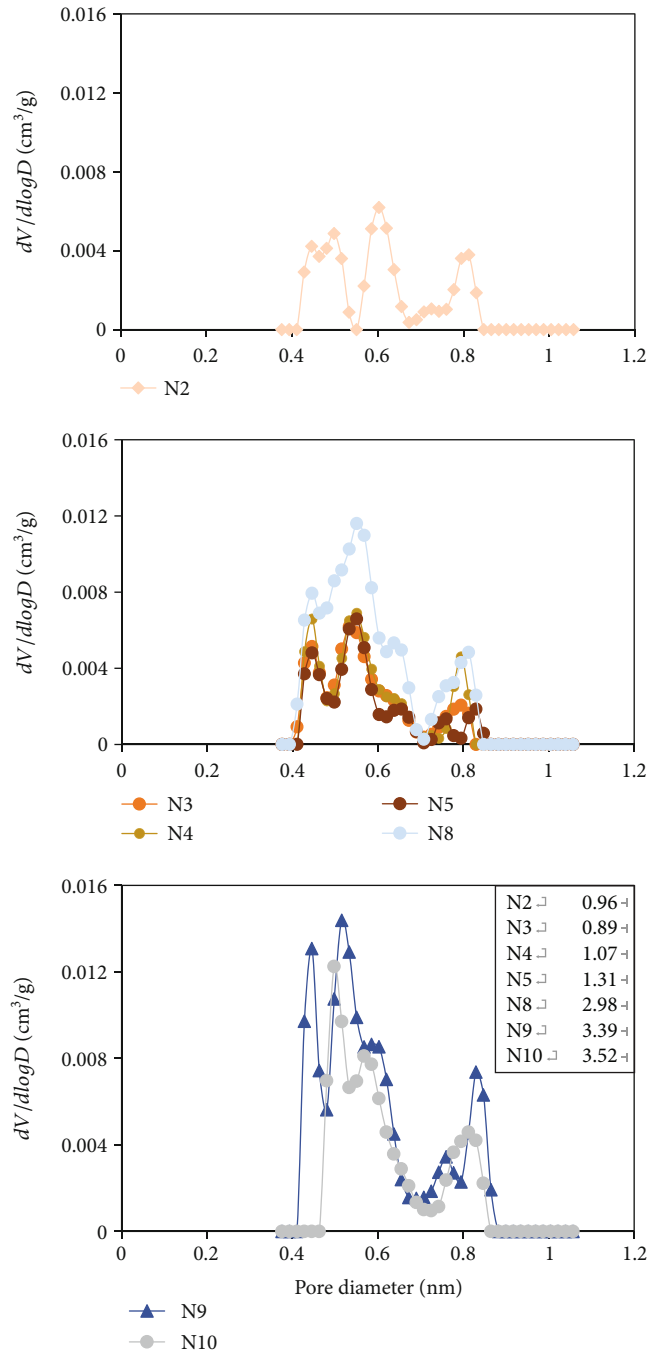 0.016
0.012
0.008
0.004
0
dV/dlogD (cm³/g)
0 0.2 0.4 0.6 0.8 1 1.2
N2
0.016
0.012
0.008
0.004
0
dV/dlogD (cm³/g)
0 0.2 0.4 0.6 0.8 1 1.2
N3 N5
N4 N8
0.016
0.012
0.008
0.004
0
dV/dlogD (cm³/g)
N2 0.96
N3 0.89
N4 1.07
N5 1.31
N8 2.98
N9 3.39
N10 3.52
0 0.2 0.4 0.6 0.8 1 1.2
Pore diameter (nm)
N9
N10